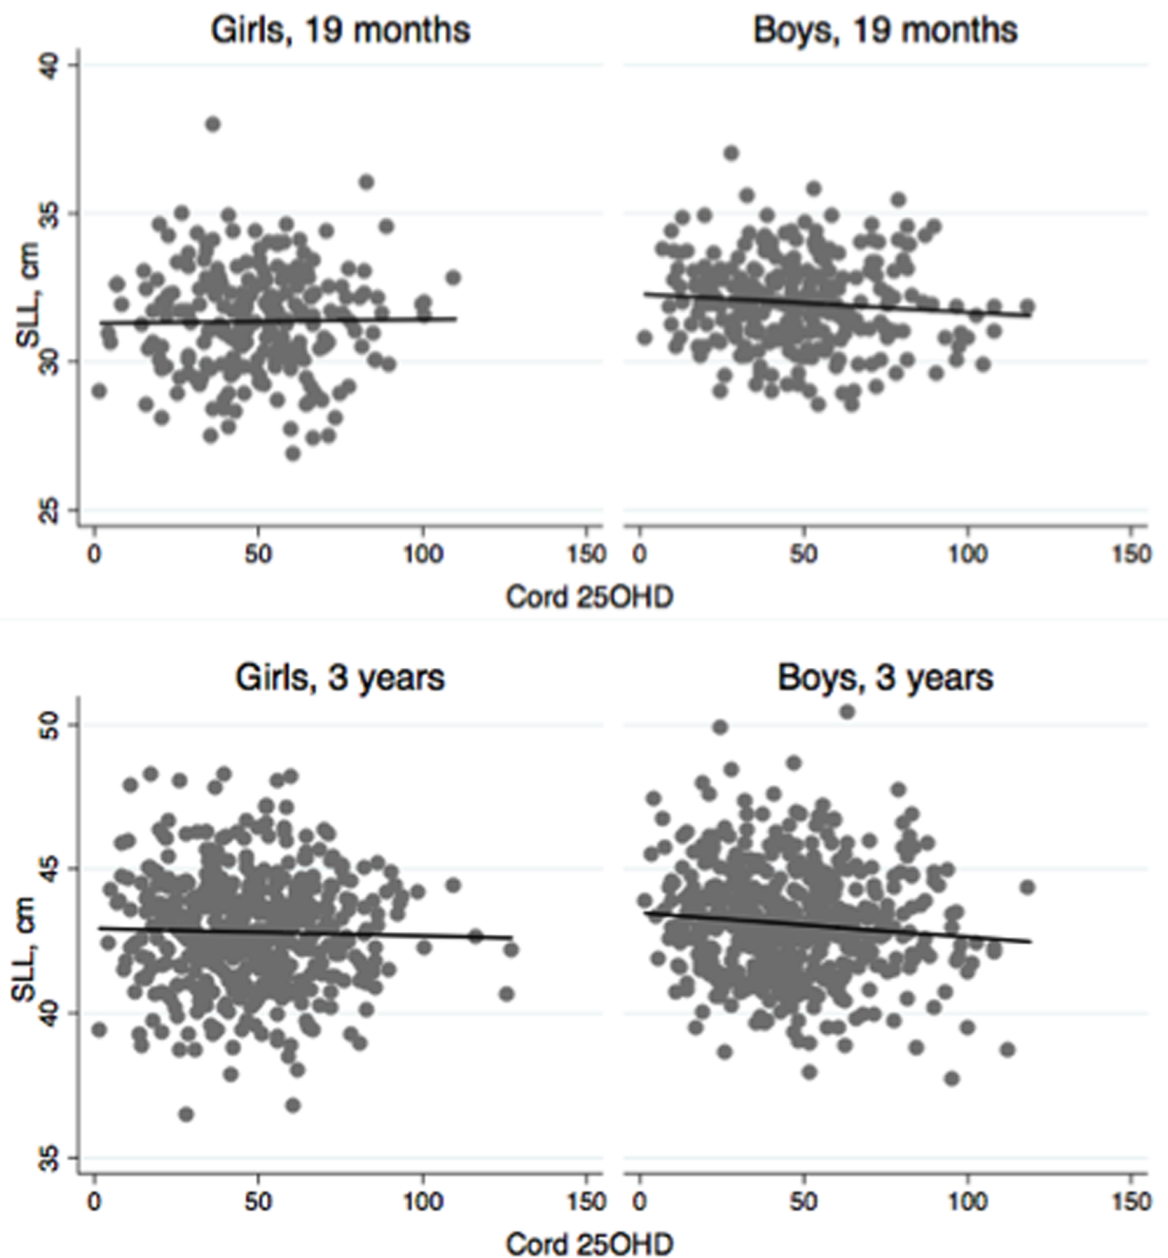 Girls, 19 months
Boys, 19 months
SLL, cm
40
35
30
25
0 50 100 150
0 50 100 150
Cord 25OHD
Girls, 3 years
Boys, 3 years
SLL, cm
50
45
40
35
0 50 100 150
0 50 100 150
Cord 25OHD